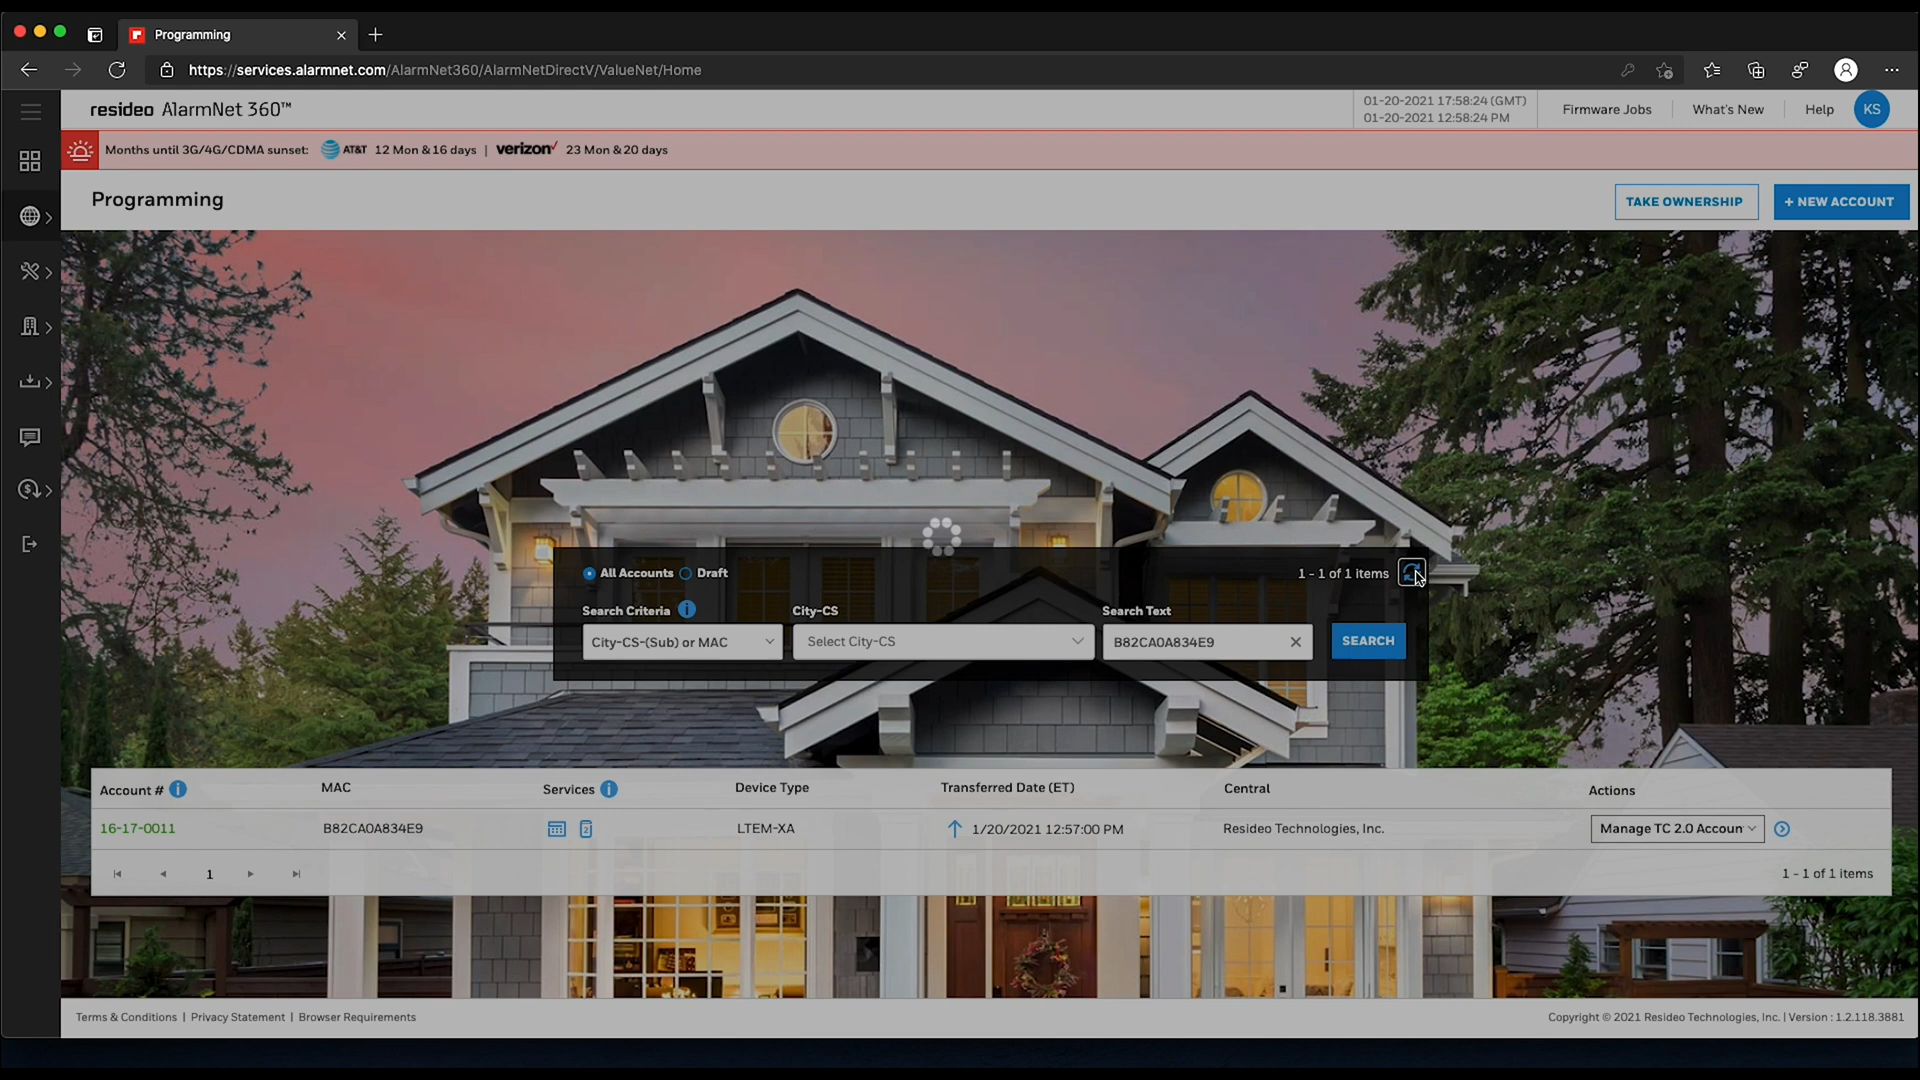 Programming
https://services.alarmnet.com/AlarmNet360/AlarmNetDirectV/ValueNet/Home
resideo AlarmNet 360™
01-20-2021 17:58:24 (GMT)
01-20-2021 12:58:24 PM
Firmware Jobs
What's New
Help
KS
Months until 3G/4G/CDMA sunset: AT&T 12 Mon & 16 days | verizon 23 Mon & 20 days
Programming
TAKE OWNERSHIP
+ NEW ACCOUNT
All Accounts Draft
1 - 1 of 1 items
Search Criteria City-CS Search Text
City-CS-(Sub) or MAC Select City-CS B82CA0A834E9 SEARCH
Account # MAC Services Device Type Transferred Date (ET) Central Actions
16-17-0011 B82CA0A834E9 2 LTEM-XA 1/20/2021 12:57:00 PM Resideo Technologies, Inc. Manage TC 2.0 Accoun
1 1 - 1 of 1 items
Terms & Conditions | Privacy Statement | Browser Requirements
Copyright © 2021 Resideo Technologies, Inc. | Version : 1.2.118.3881